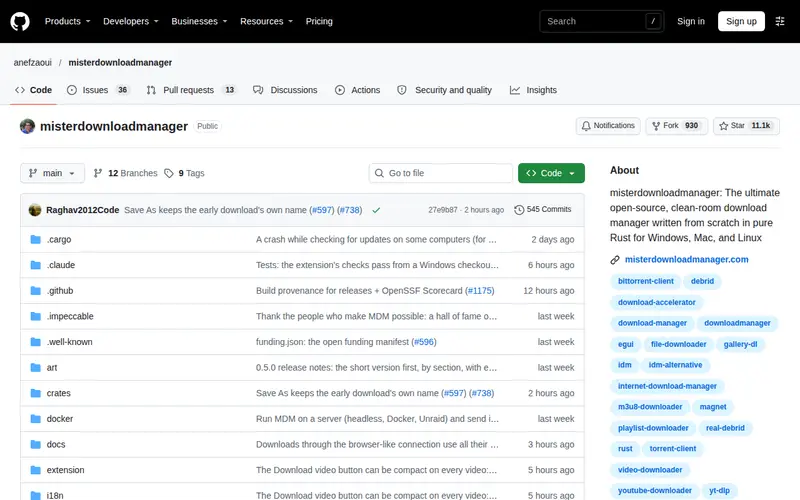 Products Developers Businesses Resources Pricing Search / Sign in Sign up
anefzaoui / misterdownloadmanager
Code Issues 36 Pull requests 13 Discussions Actions Security and quality Insights
misterdownloadmanager Public Notifications Fork 930 Star 11.1k
main 12 Branches 9 Tags Go to file Code
Raghav2012Code Save As keeps the early download's own name (#597) (#738) 27e9b87 · 2 hours ago 545 Commits
.cargo A crash while checking for updates on some computers (for ... 2 days ago
.claude Tests: the extension's checks pass from a Windows checkou... 6 hours ago
.github Build provenance for releases + OpenSSF Scorecard (#1175) 12 hours ago
.impeccable Thank the people who make MDM possible: a hall of fame o... last week
.well-known funding.json: the open funding manifest (#596) last week
art 0.5.0 release notes: the short version first, by section, with e... last week
crates Save As keeps the early download's own name (#597) (#738) 2 hours ago
docker Run MDM on a server (headless, Docker, Unraid) and send i... last week
docs Downloads through the browser-like connection use all their ... 3 hours ago
extension The Download video button can be compact on every video:... 5 hours ago
i18n The Download video button can be compact on every video:... 5 hours ago
About
misterdownloadmanager: The ultimate
open-source, clean-room download
manager written from scratch in pure
Rust for Windows, Mac, and Linux
misterdownloadmanager.com
bittorrent-client debrid
download-accelerator
download-manager downloadmanager
egui file-downloader gallery-dl
idm idm-alternative
internet-download-manager
m3u8-downloader magnet
playlist-downloader real-debrid
rust torrent-client
video-downloader
youtube-downloader yt-dlp